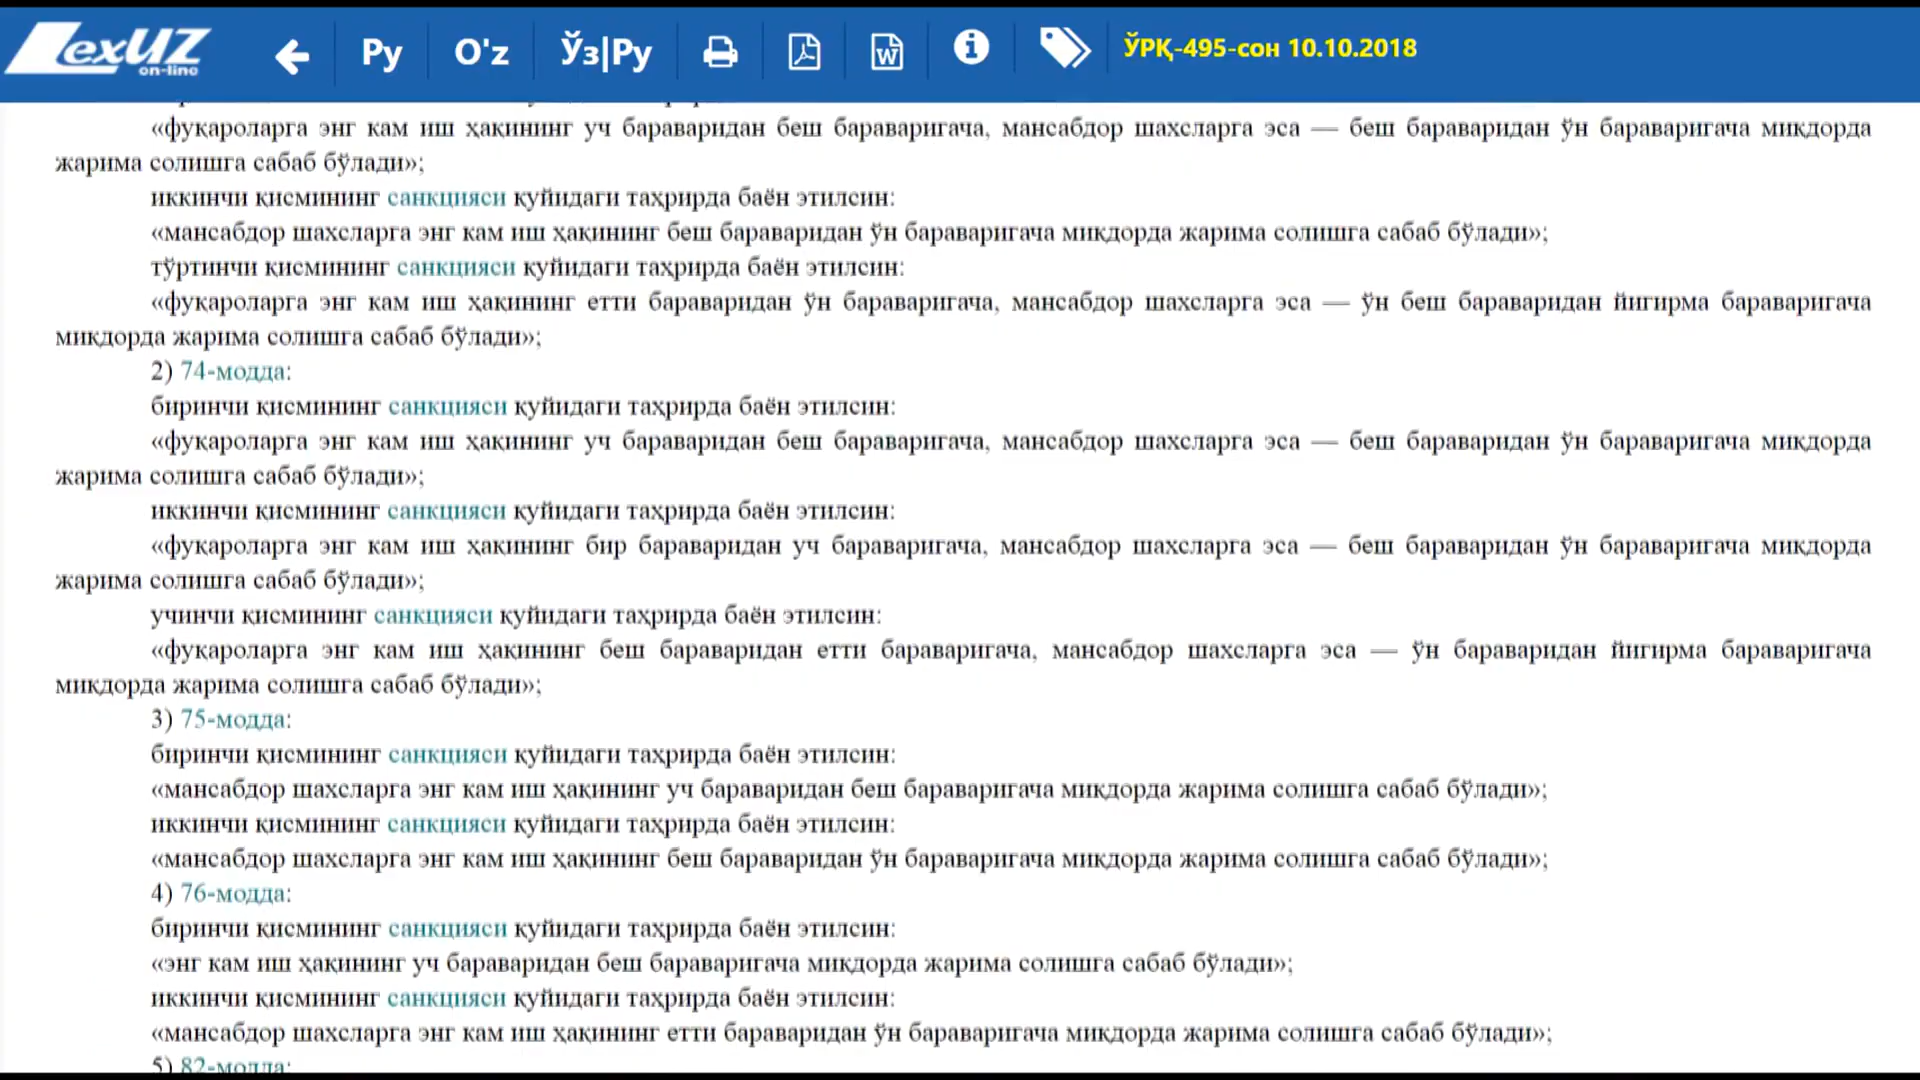 LexUZ on-line Ру O'z Ўз|Ру ЎРҚ-495-сон 10.10.2018
«фуқароларга энг кам иш ҳақининг уч бараваридан беш бараваригача, мансабдор шахсларга эса — беш бараваридан ўн бараваригача миқдорда
жарима солишга сабаб бўлади»;
иккинчи қисмининг санкцияси қуйидаги таҳрирда баён этилсин:
«мансабдор шахсларга энг кам иш ҳақининг беш бараваридан ўн бараваригача миқдорда жарима солишга сабаб бўлади»;
тўртинчи қисмининг санкцияси қуйидаги таҳрирда баён этилсин:
«фуқароларга энг кам иш ҳақининг етти бараваридан ўн бараваригача, мансабдор шахсларга эса — ўн беш бараваридан йигирма бараваригача
миқдорда жарима солишга сабаб бўлади»;
2) 74-модда:
биринчи қисмининг санкцияси қуйидаги таҳрирда баён этилсин:
«фуқароларга энг кам иш ҳақининг уч бараваридан беш бараваригача, мансабдор шахсларга эса — беш бараваридан ўн бараваригача миқдорда
жарима солишга сабаб бўлади»;
иккинчи қисмининг санкцияси қуйидаги таҳрирда баён этилсин:
«фуқароларга энг кам иш ҳақининг бир бараваридан уч бараваригача, мансабдор шахсларга эса — беш бараваридан ўн бараваригача миқдорда
жарима солишга сабаб бўлади»;
учинчи қисмининг санкцияси қуйидаги таҳрирда баён этилсин:
«фуқароларга энг кам иш ҳақининг беш бараваридан етти бараваригача, мансабдор шахсларга эса — ўн бараваридан йигирма бараваригача
миқдорда жарима солишга сабаб бўлади»;
3) 75-модда:
биринчи қисмининг санкцияси қуйидаги таҳрирда баён этилсин:
«мансабдор шахсларга энг кам иш ҳақининг уч бараваридан беш бараваригача миқдорда жарима солишга сабаб бўлади»;
иккинчи қисмининг санкцияси қуйидаги таҳрирда баён этилсин:
«мансабдор шахсларга энг кам иш ҳақининг беш бараваридан ўн бараваригача миқдорда жарима солишга сабаб бўлади»;
4) 76-модда:
биринчи қисмининг санкцияси қуйидаги таҳрирда баён этилсин:
«энг кам иш ҳақининг уч бараваридан беш бараваригача миқдорда жарима солишга сабаб бўлади»;
иккинчи қисмининг санкцияси қуйидаги таҳрирда баён этилсин:
«мансабдор шахсларга энг кам иш ҳақининг етти бараваридан ўн бараваригача миқдорда жарима солишга сабаб бўлади»;
5) 82-модда: